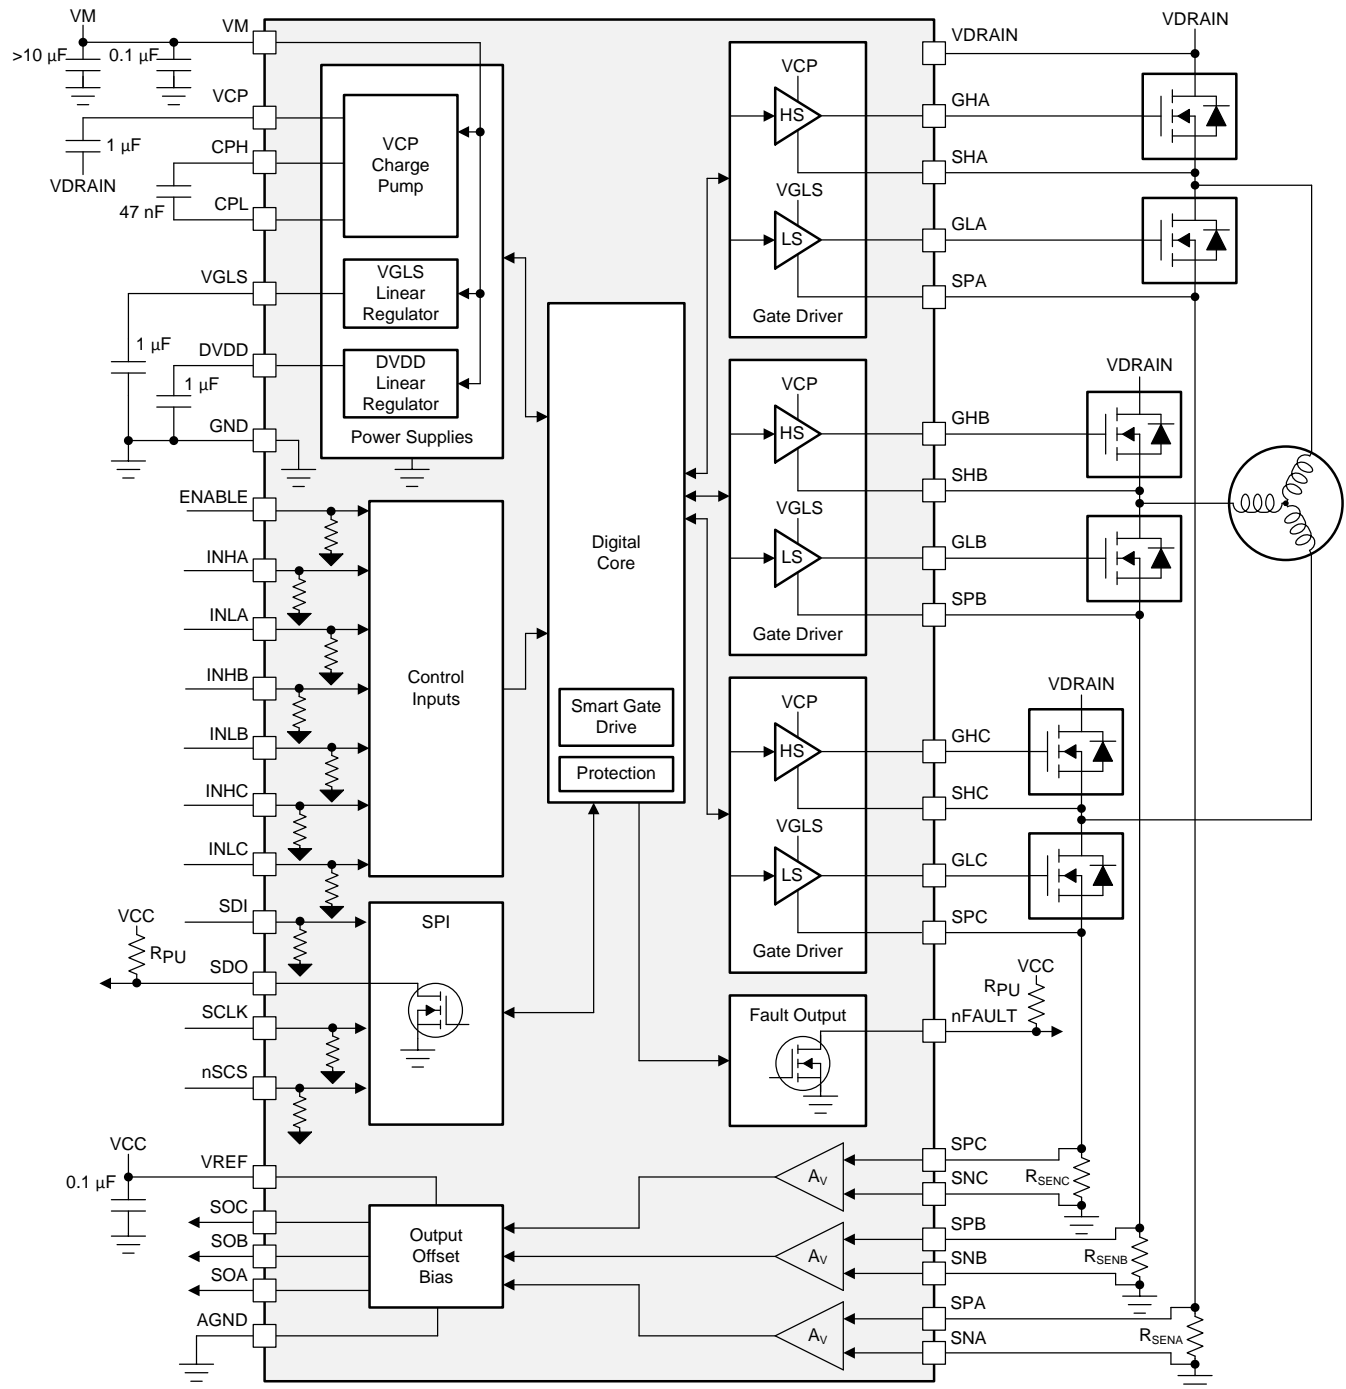 VM
>10 µF
0.1 µF
VM
VCP
1 µF
VDRAIN
CPH
47 nF
CPL
VGLS
1 µF
DVDD
1 µF
GND
VCP
Charge
Pump
VGLS
Linear
Regulator
DVDD
Linear
Regulator
Power Supplies
ENABLE
INHA
INLA
INHB
INLB
INHC
INLC
Control
Inputs
SDI
VCC
RPU
SDO
SCLK
nSCS
SPI
VCC
0.1 µF
VREF
SOC
SOB
SOA
AGND
Output
Offset
Bias
Digital
Core
Smart Gate
Drive
Protection
VCP
HS
VGLS
LS
Gate Driver
VCP
HS
VGLS
LS
Gate Driver
VCP
HS
VGLS
LS
Gate Driver
Fault Output
AV
AV
AV
VDRAIN
VDRAIN
GHA
SHA
GLA
SPA
VDRAIN
GHB
SHB
GLB
SPB
VDRAIN
GHC
SHC
GLC
SPC
VCC
RPU
nFAULT
SPC
SNC
RSENC
SPB
SNB
RSENB
SPA
SNA
RSENA